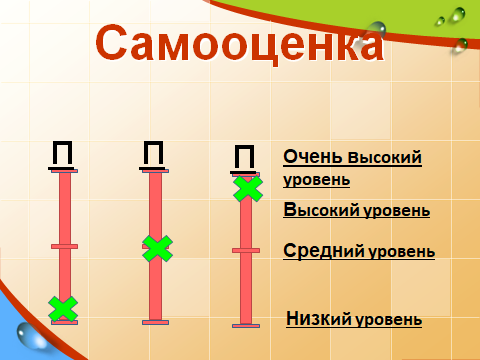 Самооценка
П П П
Очень высокий
уровень
Высокий уровень
Средний уровень
Низкий уровень